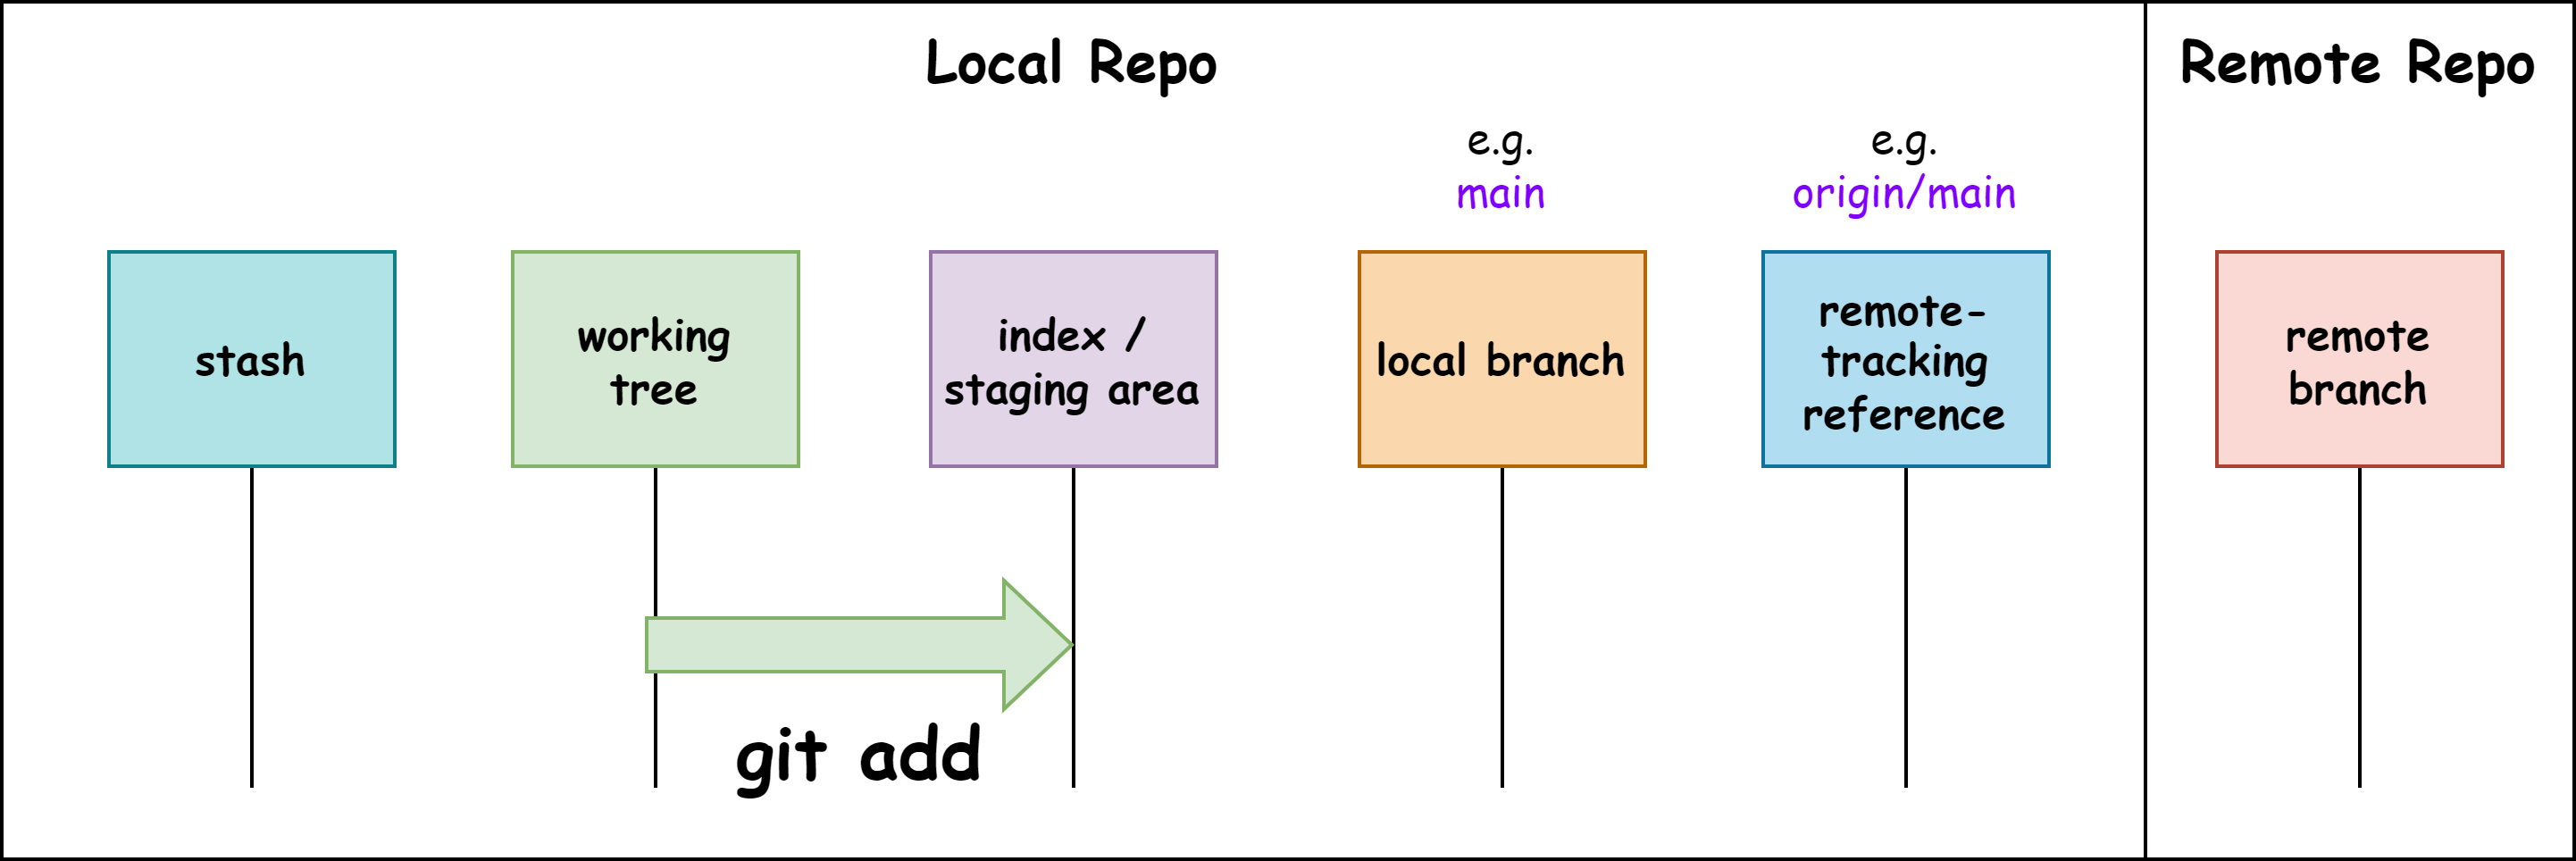 Local Repo
Remote Repo
e.g.
main
e.g.
origin/main
stash
working
tree
index /
staging area
local branch
remote-
tracking
reference
remote
branch
git add